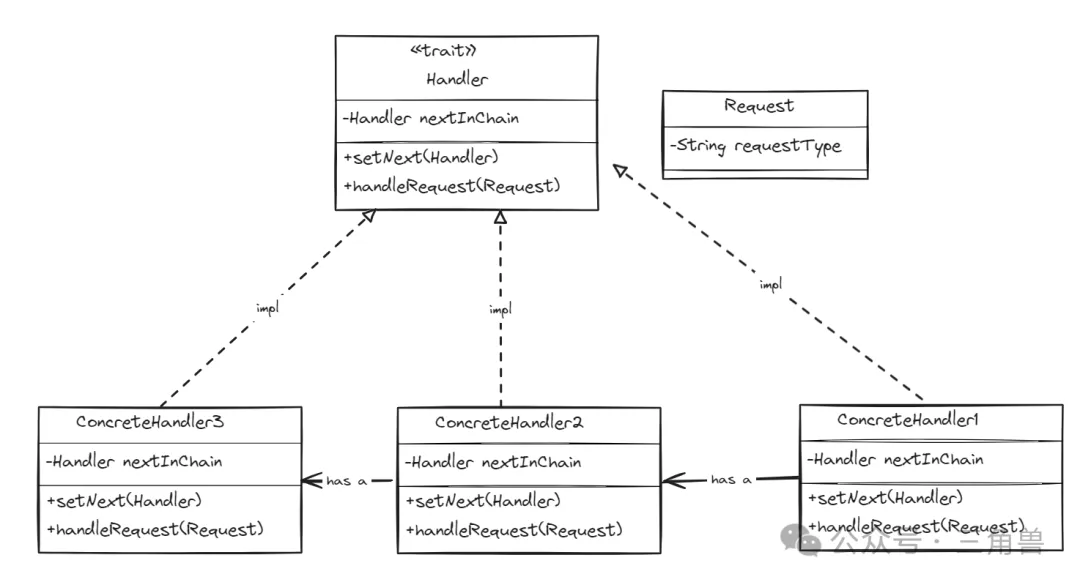 «trait»
Handler
-Handler nextInChain
+setNext(Handler)
+handleRequest(Request)
Request
-String requestType
impl
impl
impl
ConcreteHandler3
-Handler nextInChain
+setNext(Handler)
+handleRequest(Request)
has a
ConcreteHandler2
-Handler nextInChain
+setNext(Handler)
+handleRequest(Request)
has a
ConcreteHandler1
-Handler nextInChain
+setNext(Handler)
+handleRequest(Request)
公众号·三角兽